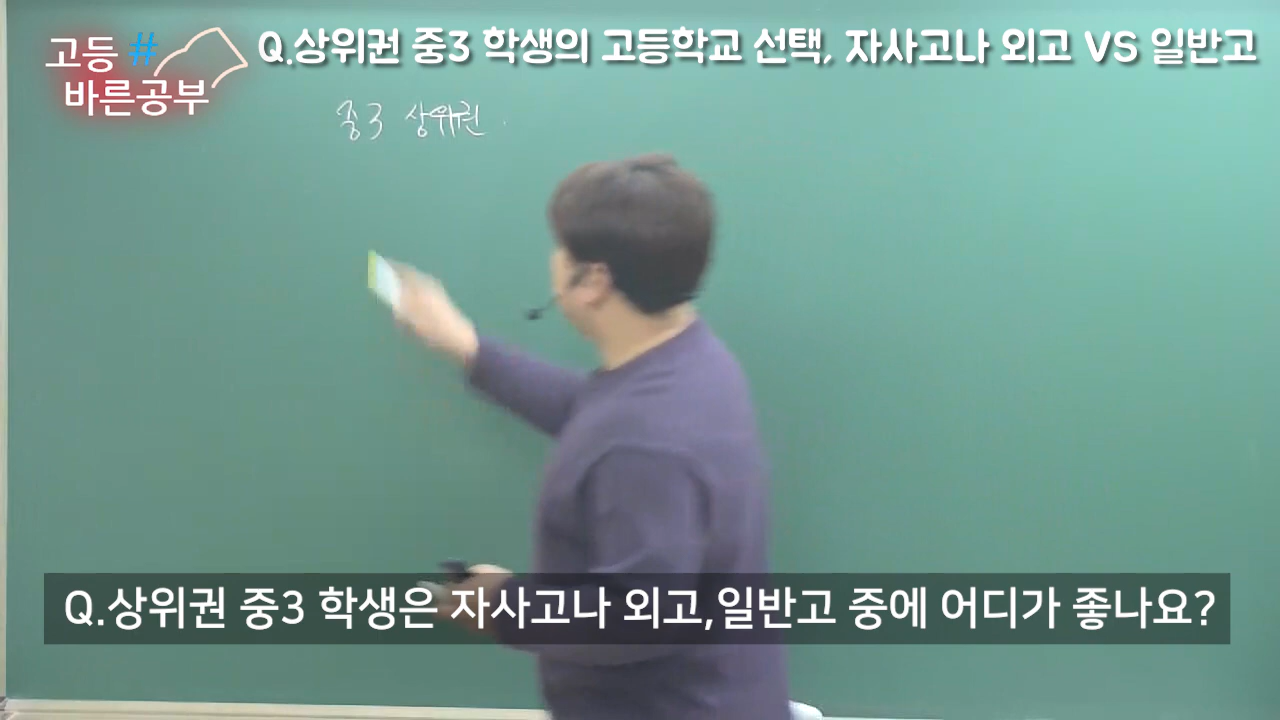 고등 #
바른공부
Q.상위권 중3 학생의 고등학교 선택, 자사고나 외고 VS 일반고
중3 상위권
Q.상위권 중3 학생은 자사고나 외고,일반고 중에 어디가 좋나요?